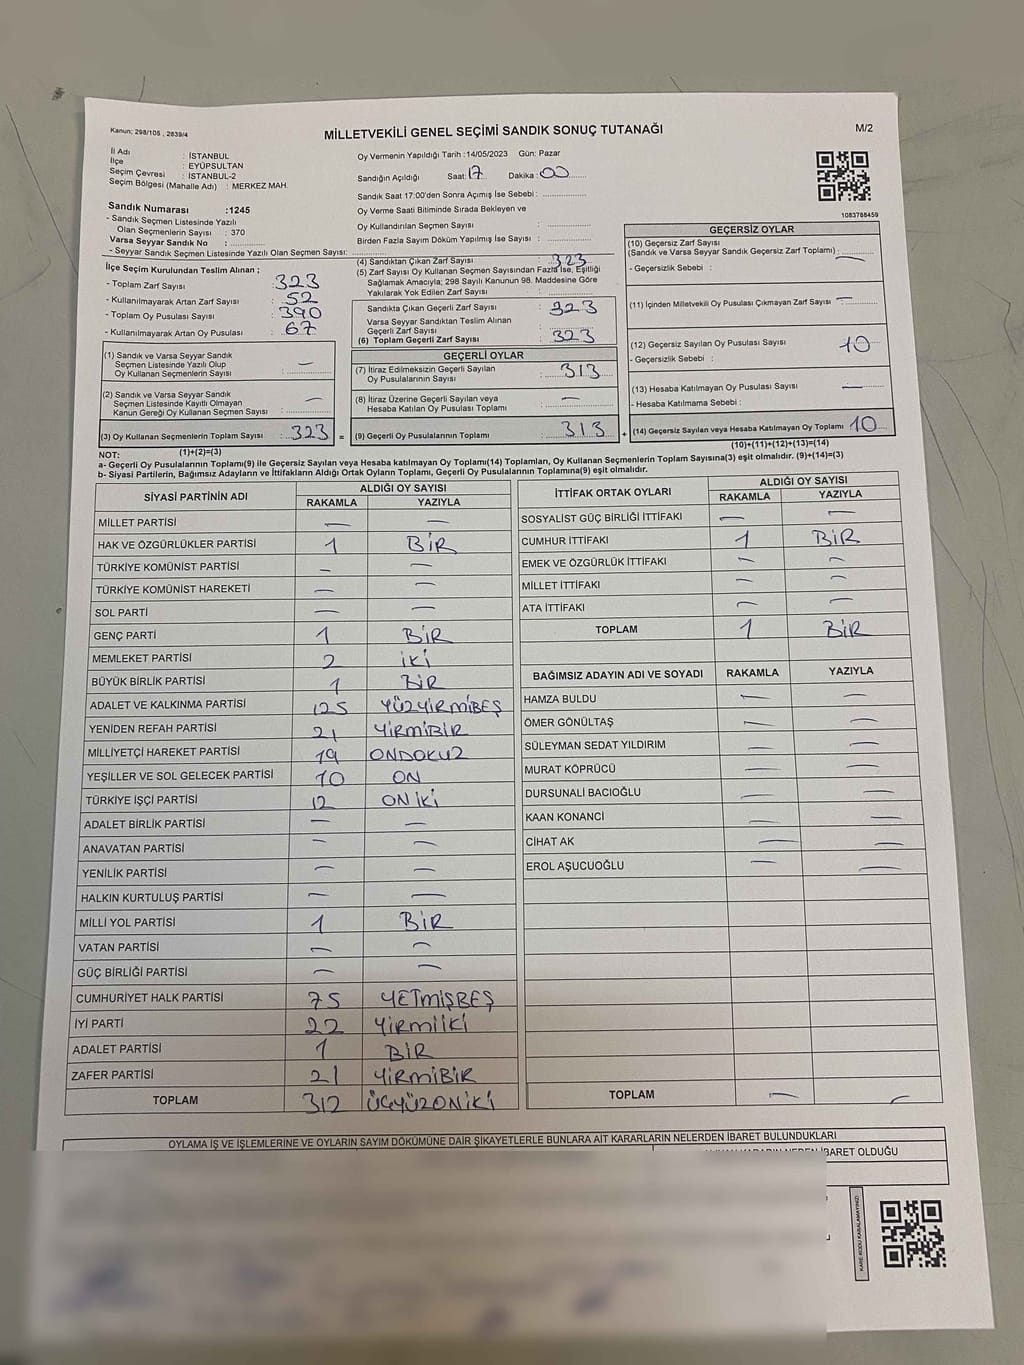 Kanun; 298/105 , 2839/4
MİLLETVEKİLİ GENEL SEÇİMİ SANDIK SONUÇ TUTANAĞI
M/2
İl Adı : İSTANBUL
İlçe : EYÜPSULTAN
Seçim Çevresi : İSTANBUL-2
Seçim Bölgesi (Mahalle Adı) : MERKEZ MAH.
Oy Vermenin Yapıldığı Tarih :14/05/2023 Gün: Pazar
Sandığın Açıldığı Saat: 17 Dakika: 00
Sandık Saat 17:00'den Sonra Açımış İse Sebebi :
Oy Verme Saati Bitiminde Sırada Bekleyen ve
Oy Kullandırılan Seçmen Sayısı :
Birden Fazla Sayım Döküm Yapılmış İse Sayısı :
1083788459
Sandık Numarası :1245
- Sandık Seçmen Listesinde Yazılı
Olan Seçmenlerin Sayısı : 370
Varsa Seyyar Sandık No :
- Seyyar Sandık Seçmen Listesinde Yazılı Olan Seçmen Sayısı:
İlçe Seçim Kurulundan Teslim Alınan ;
- Toplam Zarf Sayısı : 323
- Kullanılmayarak Artan Zarf Sayısı : 52
- Toplam Oy Pusulası Sayısı : 390
- Kullanılmayarak Artan Oy Pusulası : 67
(1) Sandık ve Varsa Seyyar Sandık
Seçmen Listesinde Yazılı Olup
Oy Kullanan Seçmenlerin Sayısı : —
(2) Sandık ve Varsa Seyyar Sandık
Seçmen Listesinde Kayıtlı Olmayan
Kanun Gereği Oy Kullanan Seçmen Sayısı : —
(3) Oy Kullanan Seçmenlerin Toplam Sayısı : 323 =
(1)+(2)=(3)
(4) Sandıktan Çıkan Zarf Sayısı : 323
(5) Zarf Sayısı Oy Kullanan Seçmen Sayısından Fazla İse, Eşitliği
Sağlamak Amacıyla; 298 Sayılı Kanunun 98. Maddesine Göre
Yakılarak Yok Edilen Zarf Sayısı :
Sandıkta Çıkan Geçerli Zarf Sayısı : 323
Varsa Seyyar Sandıktan Teslim Alınan
Geçerli Zarf Sayısı :
(6) Toplam Geçerli Zarf Sayısı : 323
GEÇERLİ OYLAR
(7) İtiraz Edilmeksizin Geçerli Sayılan
Oy Pusulalarının Sayısı : 313
(8) İtiraz Üzerine Geçerli Sayılan veya
Hesaba Katılan Oy Pusulası Toplamı : —
(9) Geçerli Oy Pusulalarının Toplamı : 313 +
GEÇERSİZ OYLAR
(10) Geçersiz Zarf Sayısı
(Sandık ve Varsa Seyyar Sandık Geçersiz Zarf Toplamı) : —
- Geçersizlik Sebebi :
(11) İçinden Milletvekili Oy Pusulası Çıkmayan Zarf Sayısı : —
(12) Geçersiz Sayılan Oy Pusulası Sayısı : 10
- Geçersizlik Sebebi :
(13) Hesaba Katılmayan Oy Pusulası Sayısı : —
- Hesaba Katılmama Sebebi :
(14) Geçersiz Sayılan veya Hesaba Katılmayan Oy Toplamı 10
(10)+(11)+(12)+(13)=(14)
NOT:
a- Geçerli Oy Pusulalarının Toplamı(9) ile Geçersiz Sayılan veya Hesaba katılmayan Oy Toplamı(14) Toplamları, Oy Kullanan Seçmenlerin Toplam Sayısına(3) eşit olmalıdır. (9)+(14)=(3)
b- Siyasi Partilerin, Bağımsız Adayların ve İttifakların Aldığı Ortak Oyların Toplamı, Geçerli Oy Pusulalarının Toplamına(9) eşit olmalıdır.
SİYASİ PARTİNİN ADI ALDIĞI OY SAYISI
RAKAMLA YAZIYLA
MİLLET PARTİSİ — —
HAK VE ÖZGÜRLÜKLER PARTİSİ 1 BİR
TÜRKİYE KOMÜNİST PARTİSİ — —
TÜRKİYE KOMÜNİST HAREKETİ — —
SOL PARTİ — —
GENÇ PARTİ 1 BİR
MEMLEKET PARTİSİ 2 İKİ
BÜYÜK BİRLİK PARTİSİ 1 BİR
ADALET VE KALKINMA PARTİSİ 125 YÜZYİRMİBEŞ
YENİDEN REFAH PARTİSİ 21 YİRMİBİR
MİLLİYETÇİ HAREKET PARTİSİ 19 ONDOKUZ
YEŞİLLER VE SOL GELECEK PARTİSİ 10 ON
TÜRKİYE İŞÇİ PARTİSİ 12 ON İKİ
ADALET BİRLİK PARTİSİ — —
ANAVATAN PARTİSİ — —
YENİLİK PARTİSİ — —
HALKIN KURTULUŞ PARTİSİ — —
MİLLİ YOL PARTİSİ 1 BİR
VATAN PARTİSİ — —
GÜÇ BİRLİĞİ PARTİSİ — —
CUMHURİYET HALK PARTİSİ 75 YETMİŞBEŞ
İYİ PARTİ 22 YİRMİİKİ
ADALET PARTİSİ 1 BİR
ZAFER PARTİSİ 21 YİRMİBİR
TOPLAM 312 ÜÇYÜZONİKİ
İTTİFAK ORTAK OYLARI ALDIĞI OY SAYISI
RAKAMLA YAZIYLA
SOSYALİST GÜÇ BİRLİĞİ İTTİFAKI — —
CUMHUR İTTİFAKI 1 BİR
EMEK VE ÖZGÜRLÜK İTTİFAKI — —
MİLLET İTTİFAKI — —
ATA İTTİFAKI — —
TOPLAM 1 BİR
BAĞIMSIZ ADAYIN ADI VE SOYADI RAKAMLA YAZIYLA
HAMZA BULDU — —
ÖMER GÖNÜLTAŞ — —
SÜLEYMAN SEDAT YILDIRIM — —
MURAT KÖPRÜCÜ — —
DURSUNALİ BACIOĞLU — —
KAAN KONANCİ — —
CİHAT AK — —
EROL AŞUCUOĞLU — —
TOPLAM — —
OYLAMA İŞ VE İŞLEMLERİNE VE OYLARIN SAYIM DÖKÜMÜNE DAİR ŞİKAYETLERLE BUNLARA AİT KARARLARIN NELERDEN İBARET BULUNDUKLARI
İBARET OLDUĞU
KARE KODU KARALAMAYINIZ!